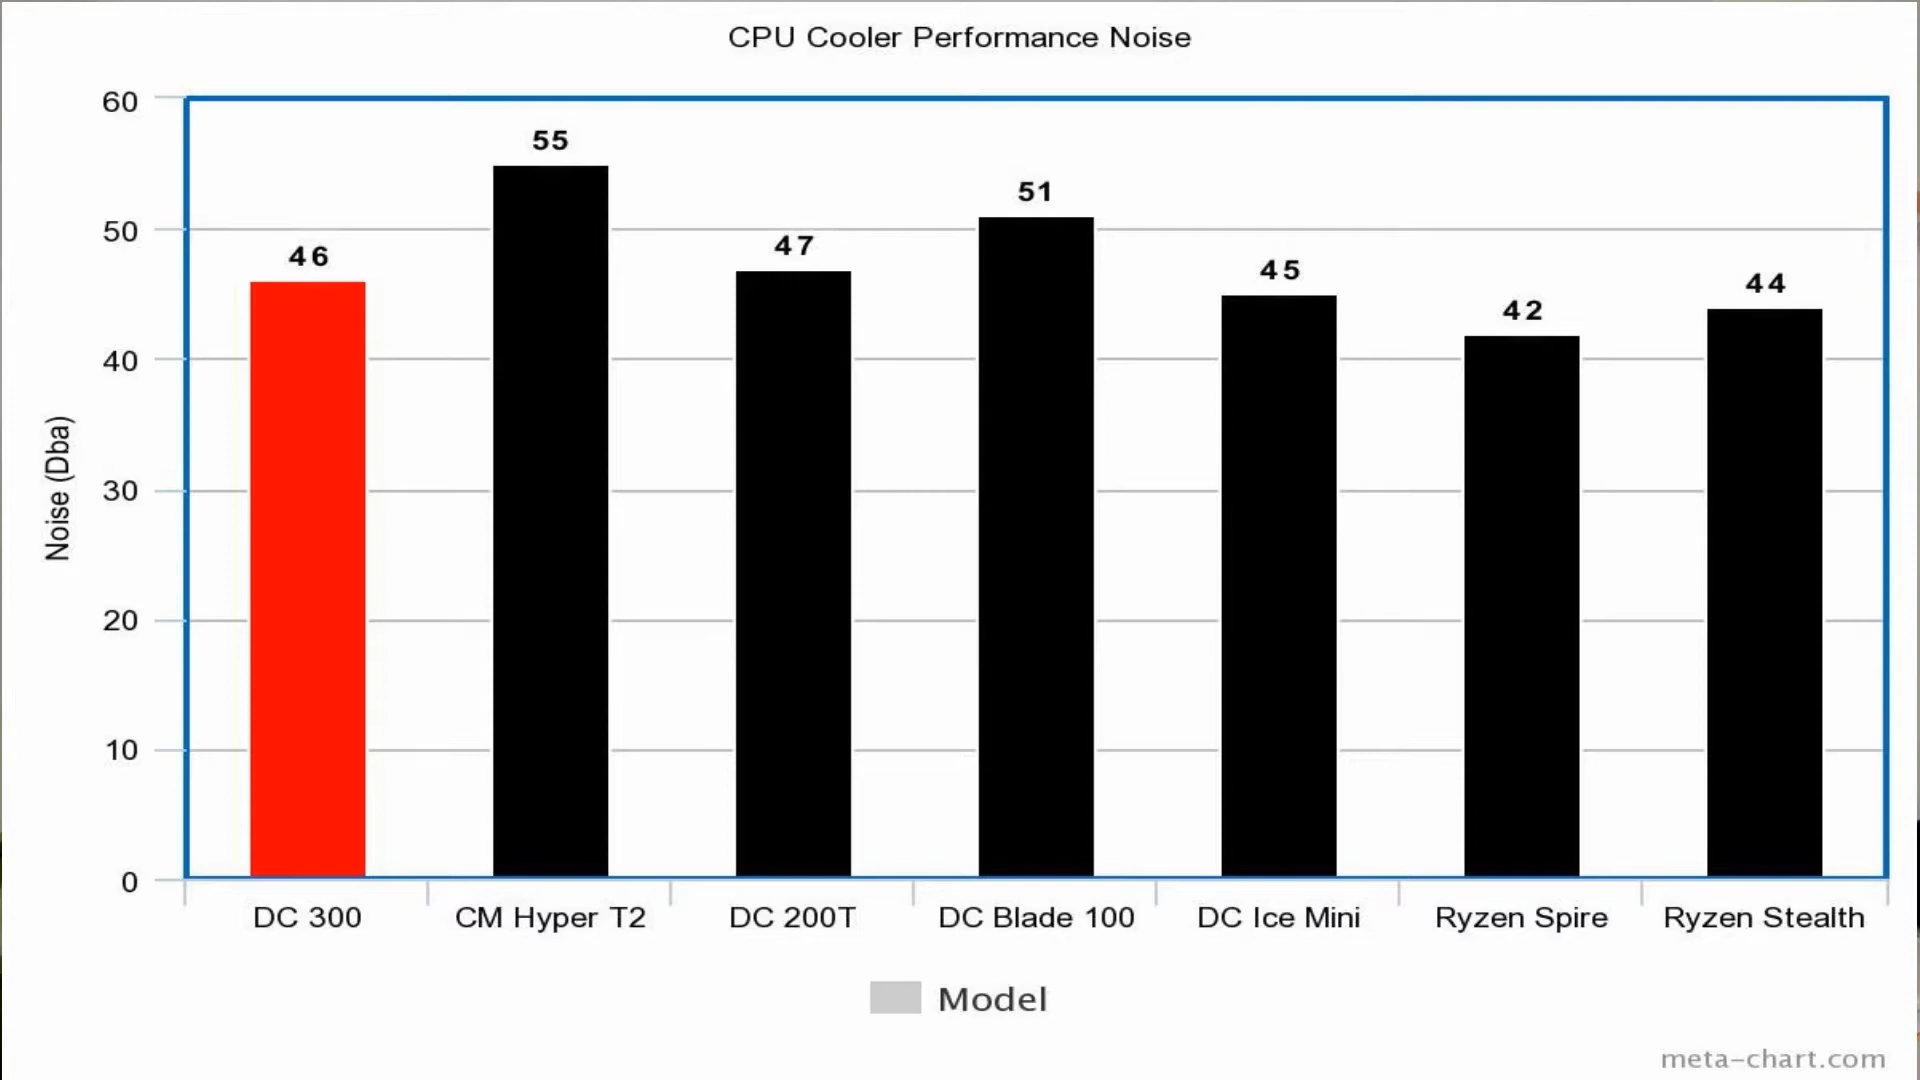 CPU Cooler Performance Noise
60
50
40
30
20
10
0
Noise (Dba)
46
55
47
51
45
42
44
DC 300
CM Hyper T2
DC 200T
DC Blade 100
DC Ice Mini
Ryzen Spire
Ryzen Stealth
Model
meta-chart.com